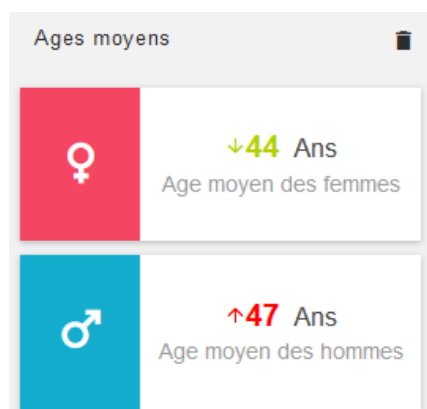 Ages moyens
↓44 Ans
Age moyen des femmes
↑47 Ans
Age moyen des hommes